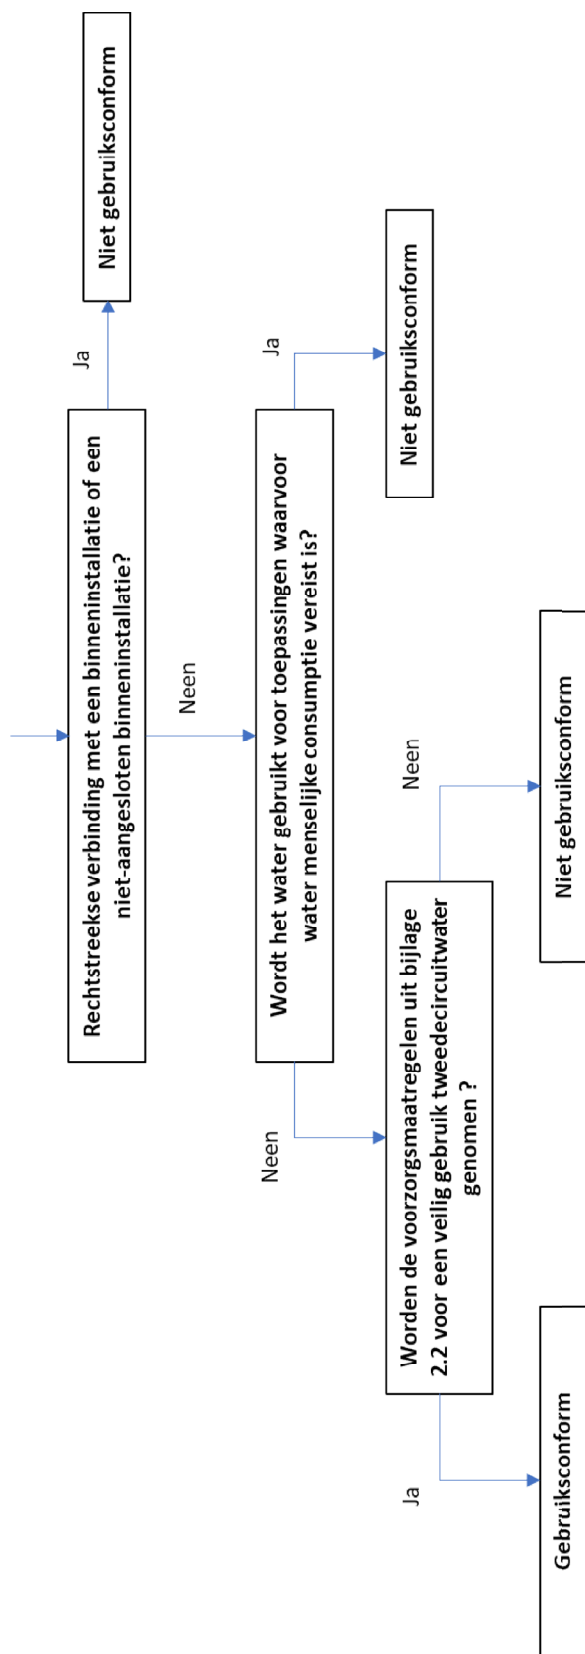 Rechtstreekse verbinding met een binneninstallatie of een
niet-aangesloten binneninstallatie?
Ja
Niet gebruiksconform
Neen
Wordt het water gebruikt voor toepassingen waarvoor
water menselijke consumptie vereist is?
Ja
Niet gebruiksconform
Neen
Worden de voorzorgsmaatregelen uit bijlage
2.2 voor een veilig gebruik tweedecircuitwater
genomen ?
Neen
Niet gebruiksconform
Ja
Gebruiksconform